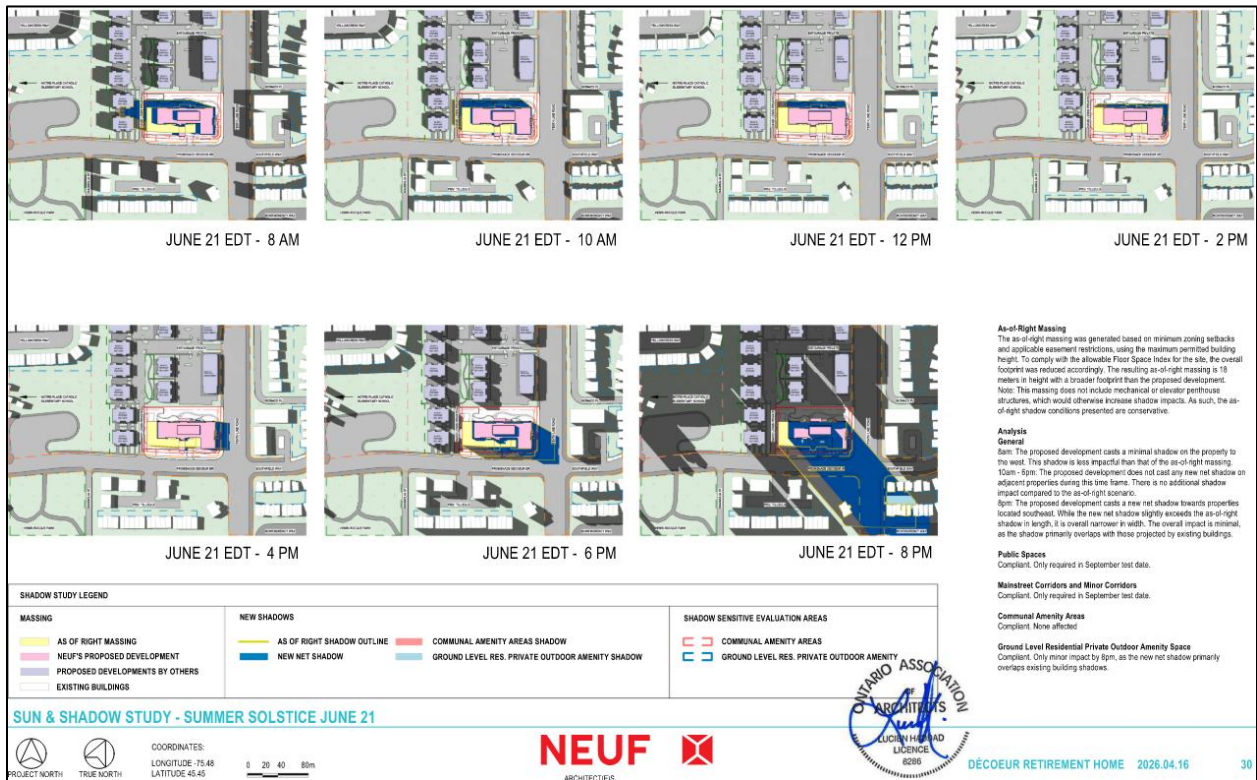 JUNE 21 EDT - 8 AM
JUNE 21 EDT - 10 AM
JUNE 21 EDT - 12 PM
JUNE 21 EDT - 2 PM
JUNE 21 EDT - 4 PM
JUNE 21 EDT - 6 PM
JUNE 21 EDT - 8 PM
As-of-Right Massing
The as-of-right massing was generated based on minimum zoning setbacks
and applicable easement restrictions, using the maximum permitted building
height. To comply with the allowable Floor Space Index for the site, the overall
footprint was reduced accordingly. The resulting as-of-right massing is 18
meters in height with a broader footprint than the proposed development.
Note: This massing does not include mechanical or elevator penthouse
structures, which would otherwise increase shadow impacts. As such, the as-
of-right shadow conditions presented are conservative.
Analysis
General
8am: The proposed development casts a minimal shadow on the property to
the west. This shadow is less impactful than that of the as-of-right massing.
10am - 6pm: The proposed development does not cast any new net shadow on
adjacent properties during this time frame. There is no additional shadow
impact compared to the as-of-right scenario.
8pm: The proposed development casts a new net shadow towards properties
located southeast. While the new net shadow slightly exceeds the as-of-right
shadow in length, it is overall narrower in width. The overall impact is minimal,
as the shadow primarily overlaps with those projected by existing buildings.
Public Spaces
Compliant. Only required in September test date.
Mainstreet Corridors and Minor Corridors
Compliant. Only required in September test date.
Communal Amenity Areas
Compliant. None affected
Ground Level Residential Private Outdoor Amenity Space
Compliant. Only minor impact by 8pm, as the new net shadow primarily
overlaps existing building shadows.
SHADOW STUDY LEGEND
MASSING
AS OF RIGHT MASSING
NEUF'S PROPOSED DEVELOPMENT
PROPOSED DEVELOPMENTS BY OTHERS
EXISTING BUILDINGS
NEW SHADOWS
AS OF RIGHT SHADOW OUTLINE
NEW NET SHADOW
COMMUNAL AMENITY AREAS SHADOW
GROUND LEVEL RES. PRIVATE OUTDOOR AMENITY SHADOW
SHADOW SENSITIVE EVALUATION AREAS
COMMUNAL AMENITY AREAS
GROUND LEVEL RES. PRIVATE OUTDOOR AMENITY
ONTARIO ASSOCIATION
OF
ARCHITECTS
LUCIEN HADDAD
LICENCE
6286
SUN & SHADOW STUDY - SUMMER SOLSTICE JUNE 21
PROJECT NORTH
TRUE NORTH
COORDINATES:
LONGITUDE -75.48
LATITUDE 45.45
0 20 40 80m
NEUF
ARCHITECT(E)S
DÉCOEUR RETIREMENT HOME 2026.04.16 30